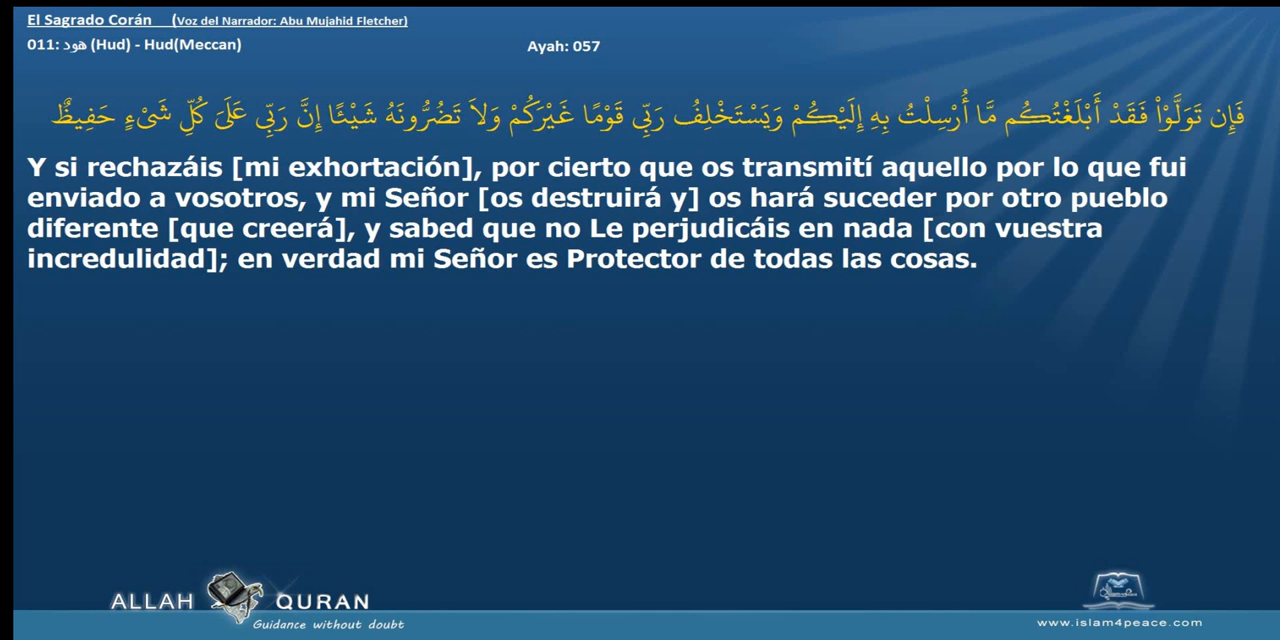 El Sagrado Corán (Voz del Narrador: Abu Mujahid Fletcher)
011: هود (Hud) - Hud(Meccan) Ayah: 057
فَإِن تَوَلَّوْاْ فَقَدْ أَبْلَغْتُكُم مَّا أُرْسِلْتُ بِهِ إِلَيْكُمْ وَيَسْتَخْلِفُ رَبِّي قَوْمًا غَيْرَكُمْ وَلاَ تَضُرُّونَهُ شَيْئًا إِنَّ رَبِّي عَلَىَ كُلِّ شَىْءٍ حَفِيظٌ
Y si rechazáis [mi exhortación], por cierto que os transmití aquello por lo que fui
enviado a vosotros, y mi Señor [os destruirá y] os hará suceder por otro pueblo
diferente [que creerá], y sabed que no Le perjudicáis en nada [con vuestra
incredulidad]; en verdad mi Señor es Protector de todas las cosas.
ALLAH QURAN
Guidance without doubt
www.islam4peace.com